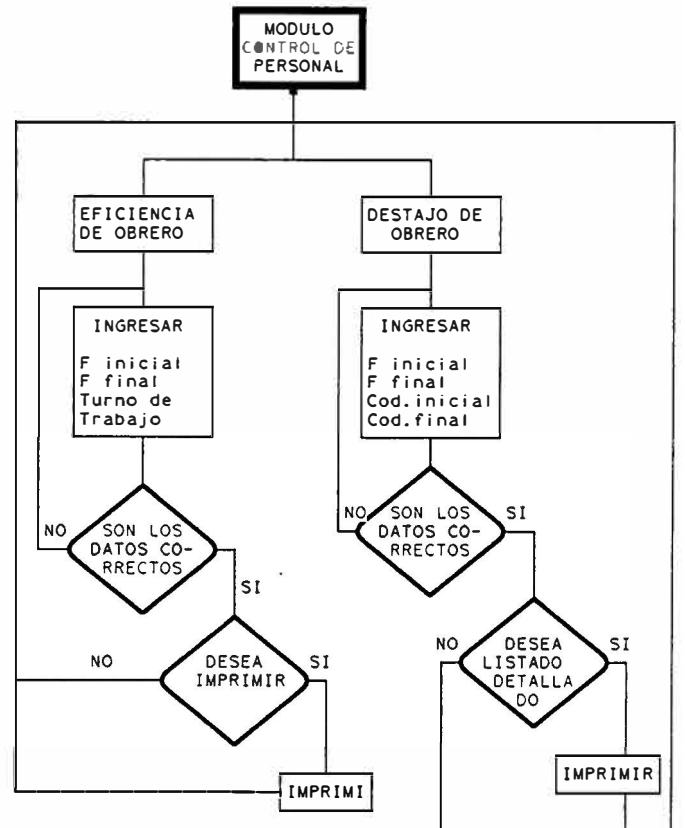 MODULO
CONTROL DE
PERSONAL
EFICIENCIA
DE OBRERO
INGRESAR
F inicial
F final
Turno de
Trabajo
NO
SON LOS
DATOS CO-
RRECTOS
SI
NO
DESEA
IMPRIMIR
SI
IMPRIMI
DESTAJO DE
OBRERO
INGRESAR
F inicial
F final
Cod.inicial
Cod.final
NO
SON LOS
DATOS CO-
RRECTOS
SI
NO
DESEA
LISTADO
DETALLA
DO
SI
IMPRIMIR